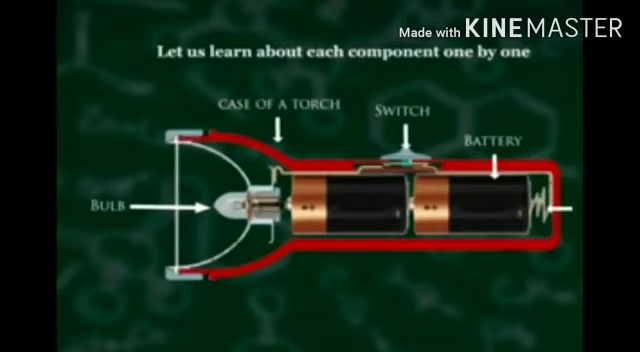 Made with KINEMASTER
Let us learn about each component one by one
CASE OF A TORCH
SWITCH
BATTERY
BULB